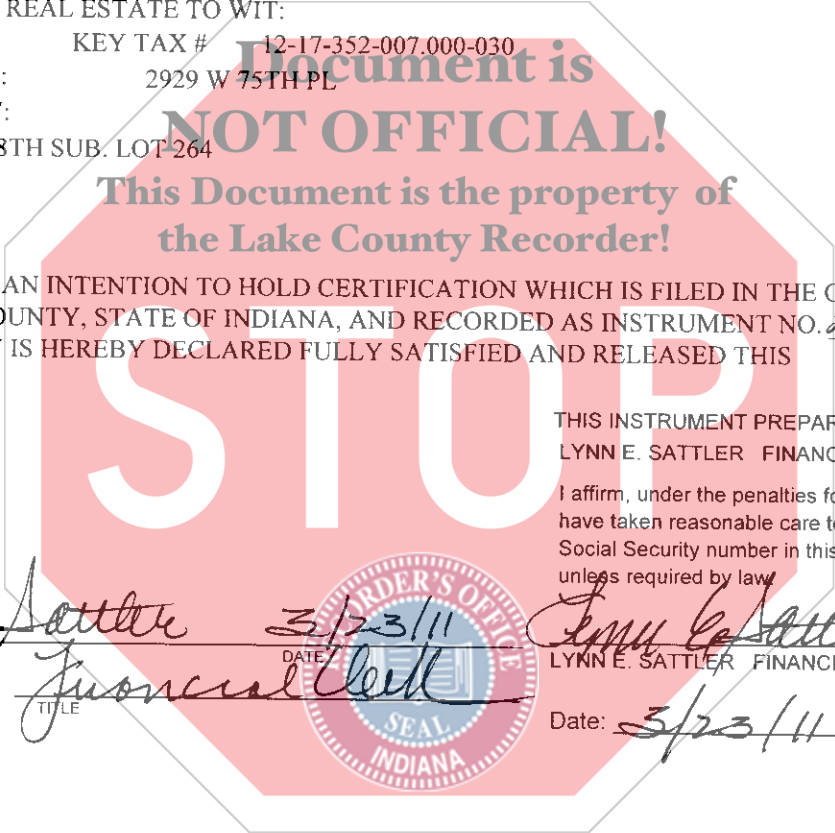 REAL ESTATE TO WIT:
KEY TAX # 12-17-352-007.000-030
: 2929 W 75TH PL
:
8TH SUB. LOT 264
Document is
NOT OFFICIAL!
This Document is the property of
the Lake County Recorder!
AN INTENTION TO HOLD CERTIFICATION WHICH IS FILED IN THE
OUNTY, STATE OF INDIANA, AND RECORDED AS INSTRUMENT NO.
IS HEREBY DECLARED FULLY SATISFIED AND RELEASED THIS
STOP
THIS INSTRUMENT PREPAR
LYNN E. SATTLER FINANC
I affirm, under the penalties fo
have taken reasonable care t
Social Security number in this
unless required by law
Sattler 3/23/11
DATE
Financial Clerk
TITLE
RECORDER'S OFFICE
SEAL
INDIANA
Lynn E Satt
LYNN E. SATTLER FINANCI
Date: 3/23/11